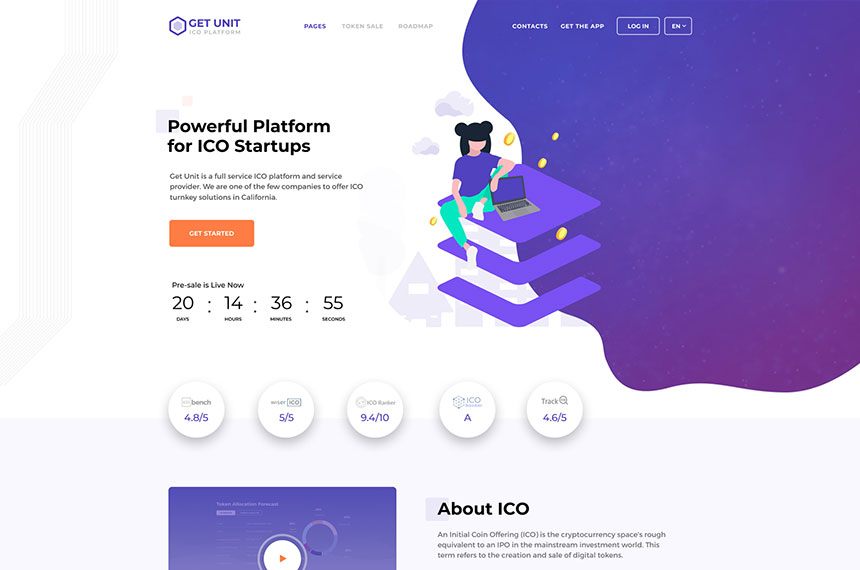 GET UNIT
ICO PLATFORM
PAGES
TOKEN SALE
ROADMAP
CONTACTS
GET THE APP
LOG IN
EN
Powerful Platform
for ICO Startups
Get Unit is a full service ICO platform and service
provider. We are one of the few companies to offer ICO
turnkey solutions in California.
GET STARTED
Pre-sale is Live Now
20 : 14 : 36 : 55
DAYS HOURS MINUTES SECONDS
bench
4.8/5
wiser ICO
5/5
ICO Ranker
9.4/10
ICO
A
Track
4.6/5
Token Allocation Forecast
About ICO
An Initial Coin Offering (ICO) is the cryptocurrency space's rough
equivalent to an IPO in the mainstream investment world. This
term refers to the creation and sale of digital tokens.